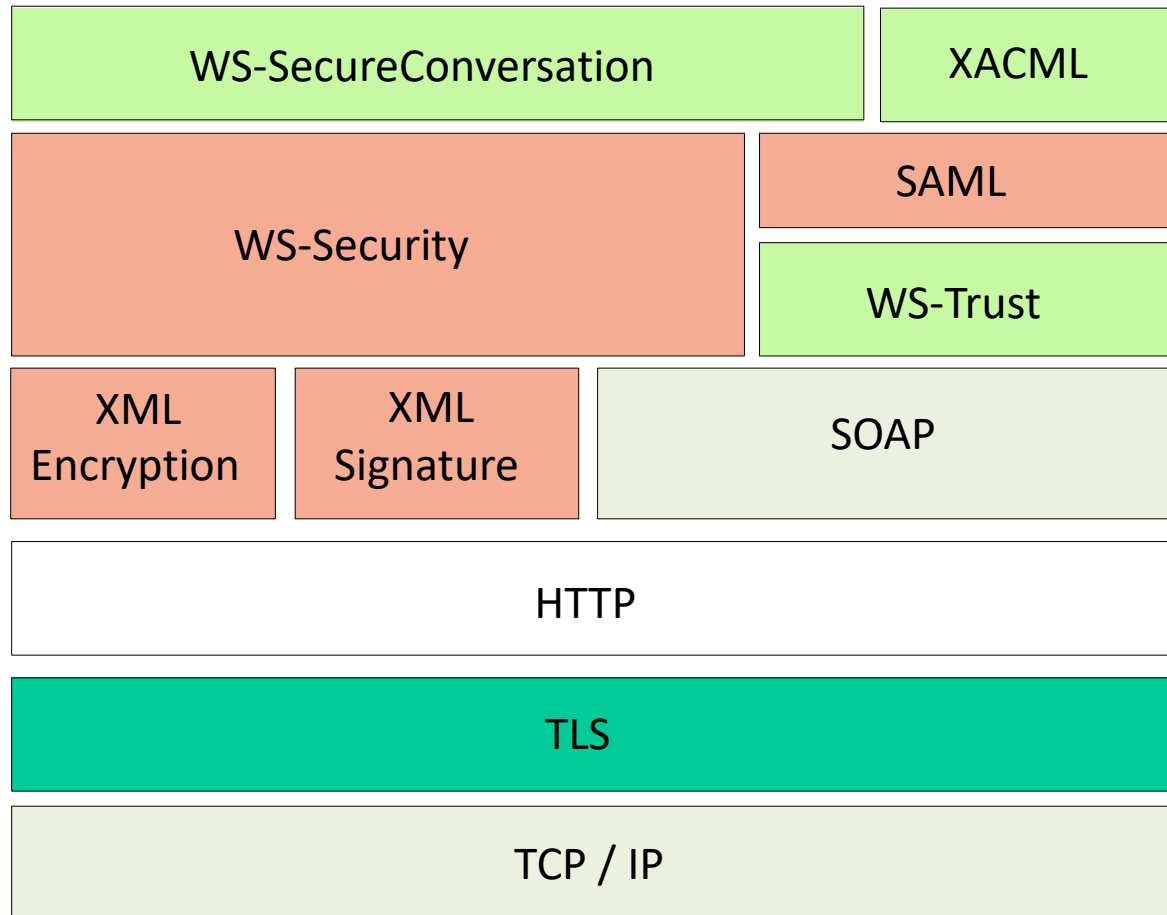 WS-SecureConversation
XACML
WS-Security
SAML
WS-Trust
XML
Encryption
XML
Signature
SOAP
HTTP
TLS
TCP / IP